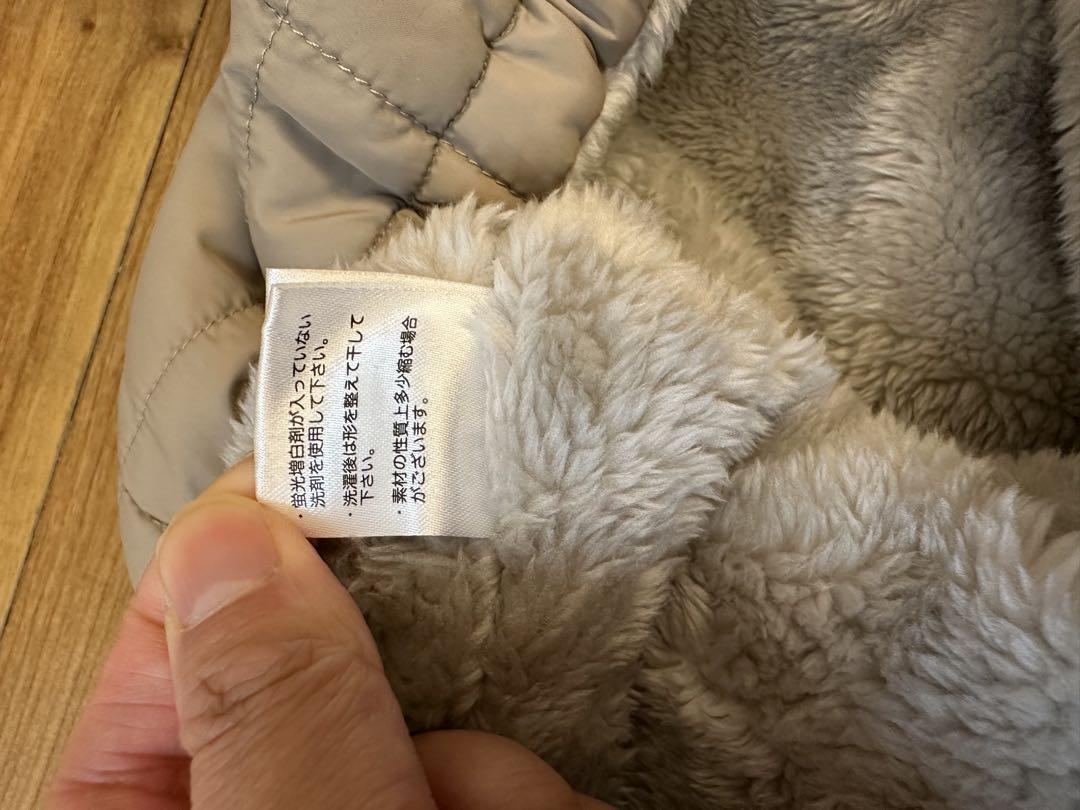 ・蛍光増白剤が入っていない
洗剤を使用して下さい。
・洗濯後は形を整えて干して
下さい。
・素材の性質上多少縮む場合
がございます。